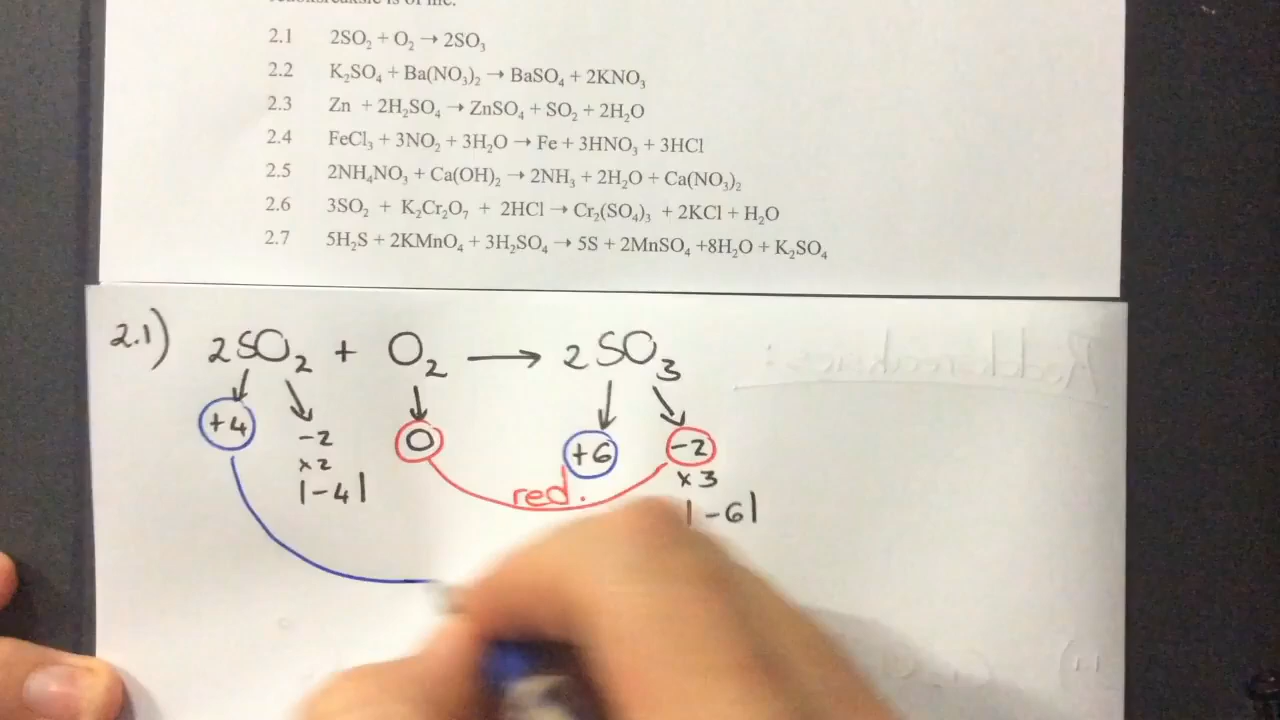 is of nie.
2.1 2SO₂ + O₂ → 2SO₃
2.2 K₂SO₄ + Ba(NO₃)₂ → BaSO₄ + 2KNO₃
2.3 Zn + 2H₂SO₄ → ZnSO₄ + SO₂ + 2H₂O
2.4 FeCl₃ + 3NO₂ + 3H₂O → Fe + 3HNO₃ + 3HCl
2.5 2NH₄NO₃ + Ca(OH)₂ → 2NH₃ + 2H₂O + Ca(NO₃)₂
2.6 3SO₂ + K₂Cr₂O₇ + 2HCl → Cr₂(SO₄)₃ + 2KCl + H₂O
2.7 5H₂S + 2KMnO₄ + 3H₂SO₄ → 5S + 2MnSO₄ +8H₂O + K₂SO₄
2.1) 2SO₂ + O₂ → 2SO₃
+4 -2 0 +6 -2
x2 x3
|-4| red. |-6|